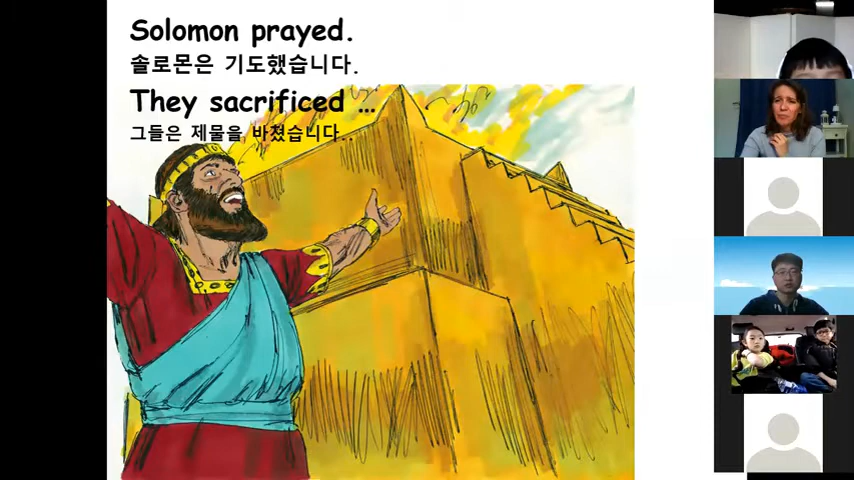 Solomon prayed.
솔로몬은 기도했습니다.
They sacrificed …
그들은 제물을 바쳤습니다..